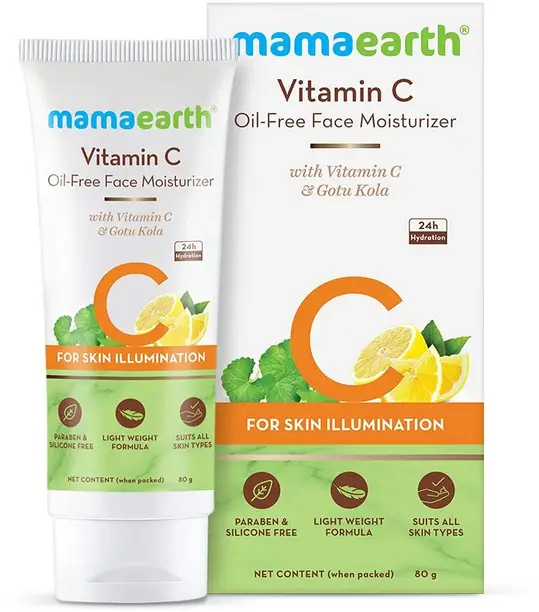 mamaearth®
Vitamin C
Oil-Free Face Moisturizer
with Vitamin C
& Gotu Kola
24h
Hydration
C
FOR SKIN ILLUMINATION
PARABEN &
SILICONE FREE
LIGHT WEIGHT
FORMULA
SUITS ALL
SKIN TYPES
NET CONTENT (when packed) 80 g
mamaearth®
Vitamin C
Oil-Free Face Moisturizer
with Vitamin C
& Gotu Kola
24h
Hydration
C
FOR SKIN ILLUMINATION
PARABEN &
SILICONE FREE
LIGHT WEIGHT
FORMULA
SUITS ALL
SKIN TYPES
NET CONTENT (when packed) 80 g